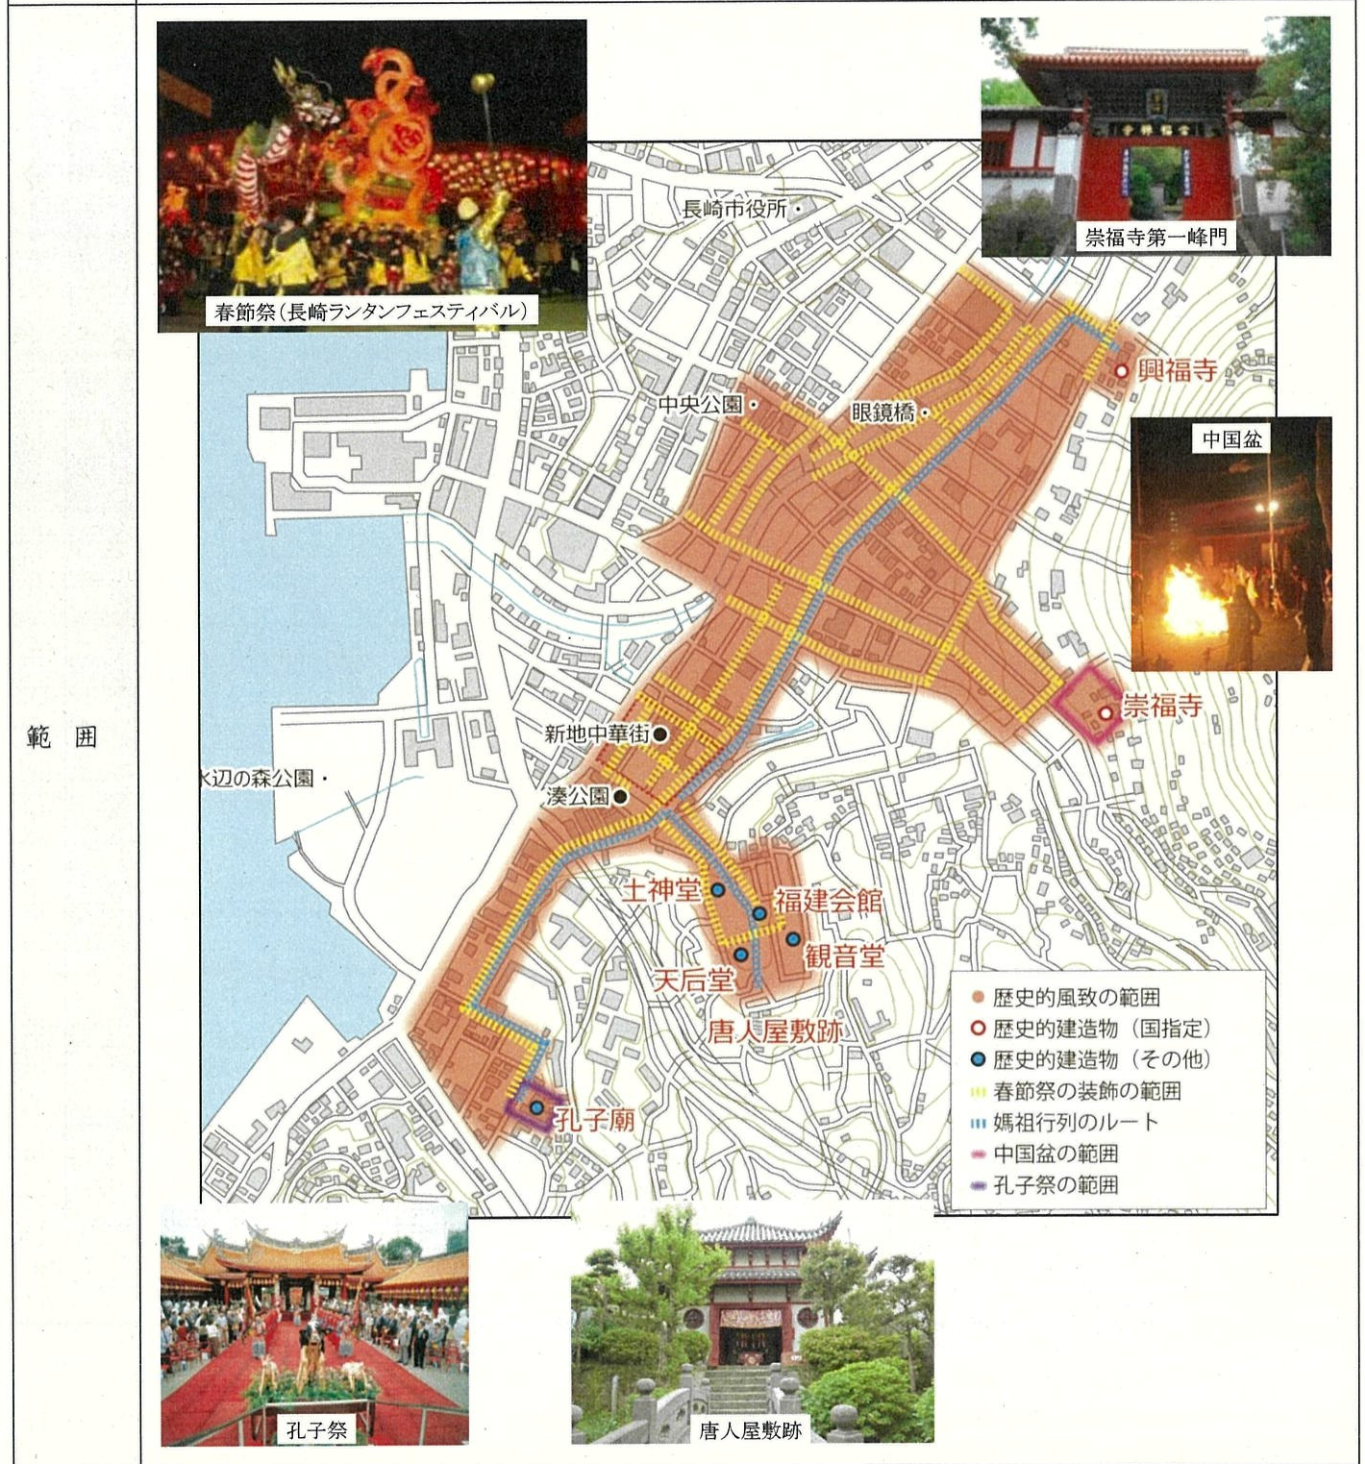 春節祭(長崎ランタンフェスティバル)
崇福寺第一峰門
長崎市役所
興福寺
中央公園
眼鏡橋
中国盆
崇福寺
範囲
新地中華街
水辺の森公園
湊公園
土神堂
福建会館
観音堂
天后堂
唐人屋敷跡
孔子廟
歴史的風致の範囲
歴史的建造物(国指定)
歴史的建造物(その他)
春節祭の装飾の範囲
媽祖行列のルート
中国盆の範囲
孔子祭の範囲
孔子祭
唐人屋敷跡